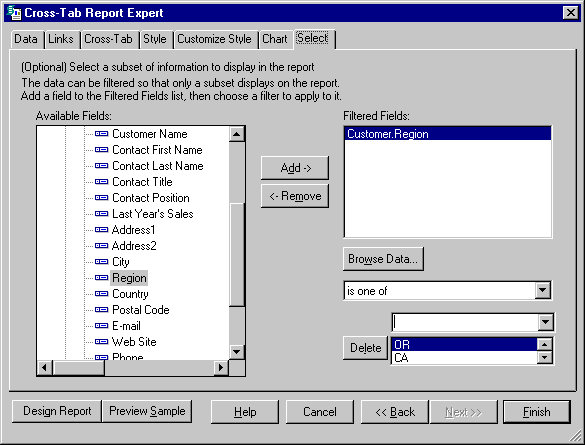 Cross-Tab Report Expert
Data Links Cross-Tab Style Customize Style Chart Select
(Optional) Select a subset of information to display in the report
The data can be filtered so that only a subset displays on the report.
Add a field to the Filtered Fields list, then choose a filter to apply to it.
Available Fields:
Customer Name
Contact First Name
Contact Last Name
Contact Title
Contact Position
Last Year's Sales
Address1
Address2
City
Region
Country
Postal Code
E-mail
Web Site
Phone
Add ->
<- Remove
Filtered Fields:
Customer.Region
Browse Data...
is one of
Delete
OR
CA
Design Report Preview Sample Help Cancel << Back Next >> Finish